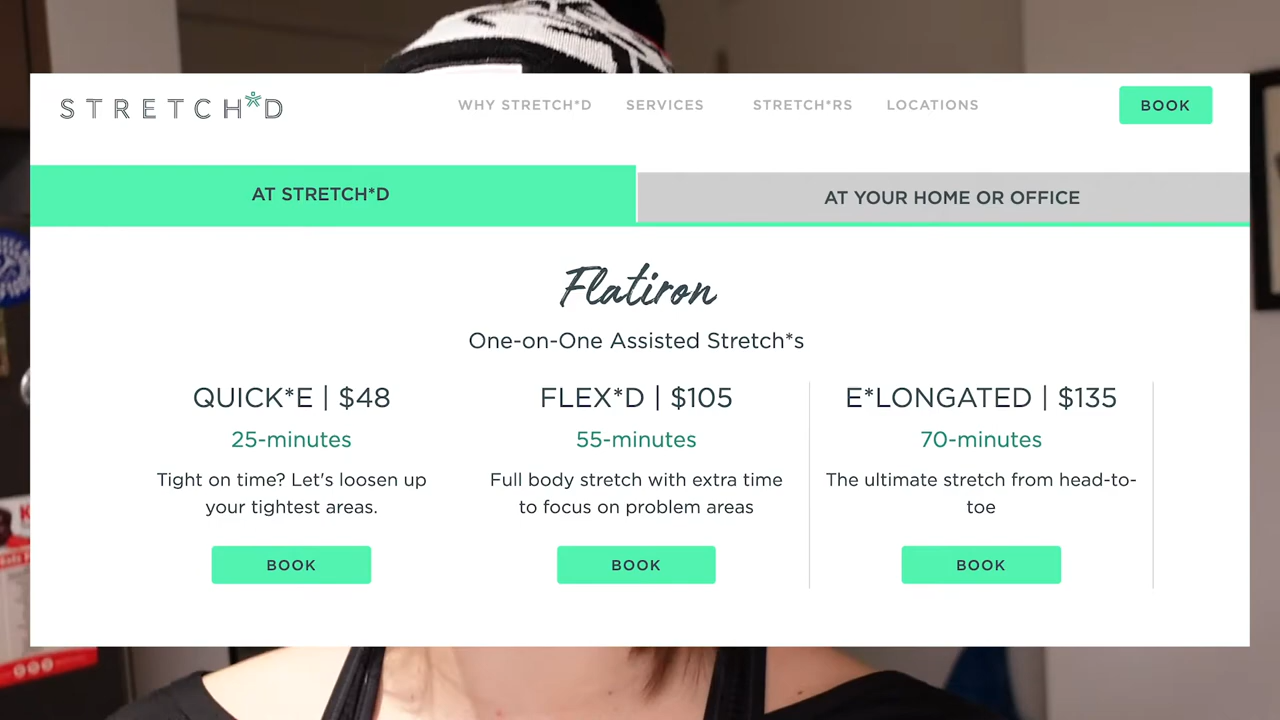 STRETCH*D
WHY STRETCH*D
SERVICES
STRETCH*RS
LOCATIONS
BOOK
AT STRETCH*D
AT YOUR HOME OR OFFICE
Flatiron
One-on-One Assisted Stretch*s
QUICK*E | $48
25-minutes
Tight on time? Let's loosen up
your tightest areas.
BOOK
FLEX*D | $105
55-minutes
Full body stretch with extra time
to focus on problem areas
BOOK
E*LONGATED | $135
70-minutes
The ultimate stretch from head-to-
toe
BOOK